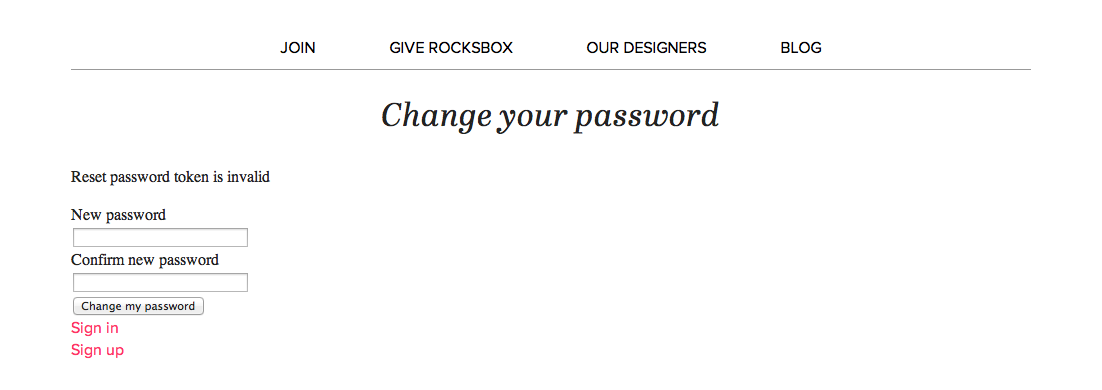 JOIN GIVE ROCKSBOX OUR DESIGNERS BLOG
Change your password
Reset password token is invalid
New password
Confirm new password
Change my password
Sign in
Sign up